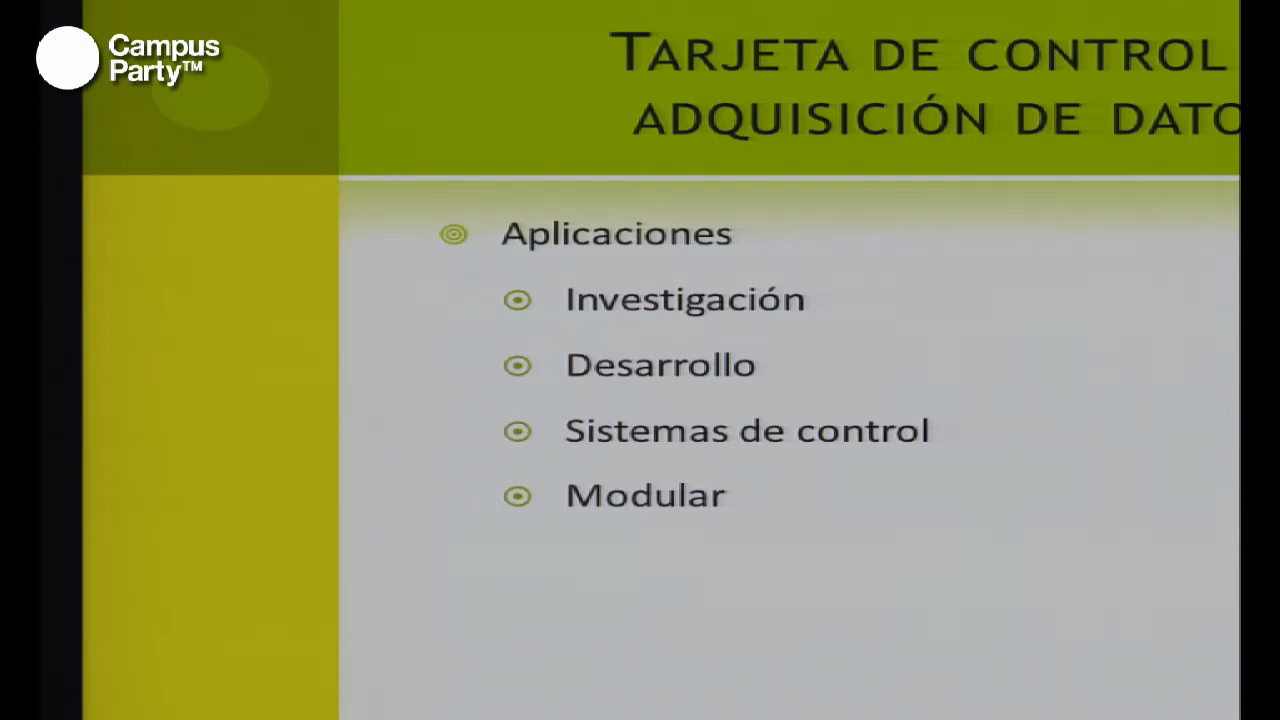 Campus
Party™
TARJETA DE CONTROL
ADQUISICIÓN DE DATO
Aplicaciones
Investigación
Desarrollo
Sistemas de control
Modular